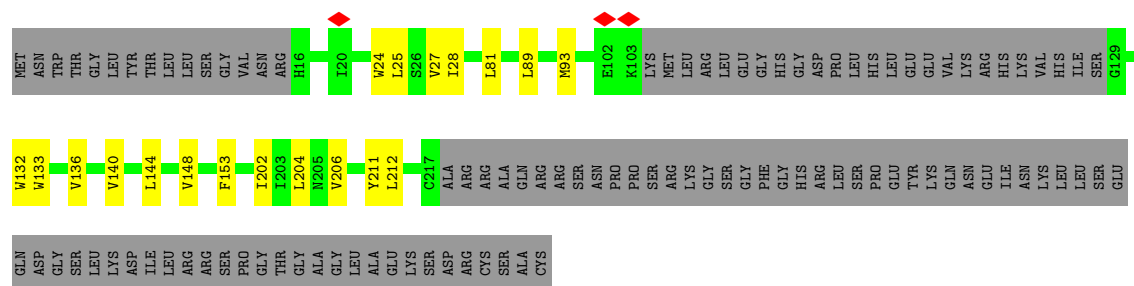 MET ASN TRP THR GLY LEU TYR THR LEU LEU SER GLY VAL ASN ARG H16 I20 W24 L25 S26 V27 I28 L81 L89 M93 E102 K103 LYS MET LEU ARG LEU GLU GLY HIS GLY ASP PRO LEU HIS LEU GLU GLU VAL LYS ARG HIS LYS VAL HIS ILE SER G129
W132 W133 V136 V140 L144 V148 F153 I202 I203 L204 N205 V206 Y211 L212 C217 ALA ARG ARG ALA GLN ARG ARG SER ASN PRO PRO SER ARG LYS GLY SER GLY PHE GLY HIS ARG LEU SER PRO GLU TYR LYS GLN ASN GLU ILE ASN LYS LEU LEU SER GLU
GLN ASP GLY SER LEU LYS ASP ILE LEU ARG ARG SER PRO GLY THR GLY ALA GLY LEU ALA GLU LYS SER ASP ARG CYS SER ALA CYS